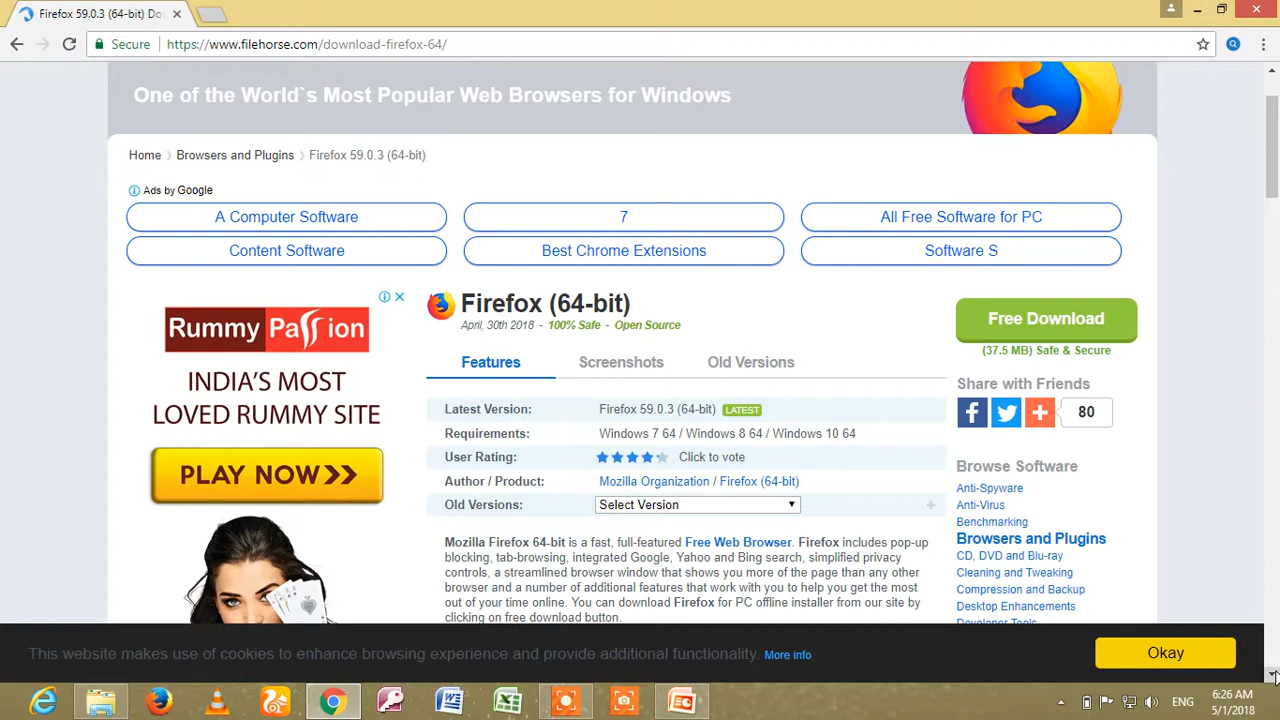 Firefox 59.0.3 (64-bit) Do
Secure https://www.filehorse.com/download-firefox-64/
One of the World`s Most Popular Web Browsers for Windows
Home Browsers and Plugins Firefox 59.0.3 (64-bit)
Ads by Google
A Computer Software 7 All Free Software for PC
Content Software Best Chrome Extensions Software S
Rummy Passion
INDIA'S MOST
LOVED RUMMY SITE
PLAY NOW >>
Firefox (64-bit)
April, 30th 2018 - 100% Safe - Open Source
Features Screenshots Old Versions
Latest Version: Firefox 59.0.3 (64-bit) LATEST
Requirements: Windows 7 64 / Windows 8 64 / Windows 10 64
User Rating: Click to vote
Author / Product: Mozilla Organization / Firefox (64-bit)
Old Versions: Select Version
Mozilla Firefox 64-bit is a fast, full-featured Free Web Browser. Firefox includes pop-up
blocking, tab-browsing, integrated Google, Yahoo and Bing search, simplified privacy
controls, a streamlined browser window that shows you more of the page than any other
browser and a number of additional features that work with you to help you get the most
out of your time online. You can download Firefox for PC offline installer from our site by
clicking on free download button.
Free Download
(37.5 MB) Safe & Secure
Share with Friends
80
Browse Software
Anti-Spyware
Anti-Virus
Benchmarking
Browsers and Plugins
CD, DVD and Blu-ray
Cleaning and Tweaking
Compression and Backup
Desktop Enhancements
Developer Tools
This website makes use of cookies to enhance browsing experience and provide additional functionality. More info
Okay
ENG
6:26 AM
5/1/2018